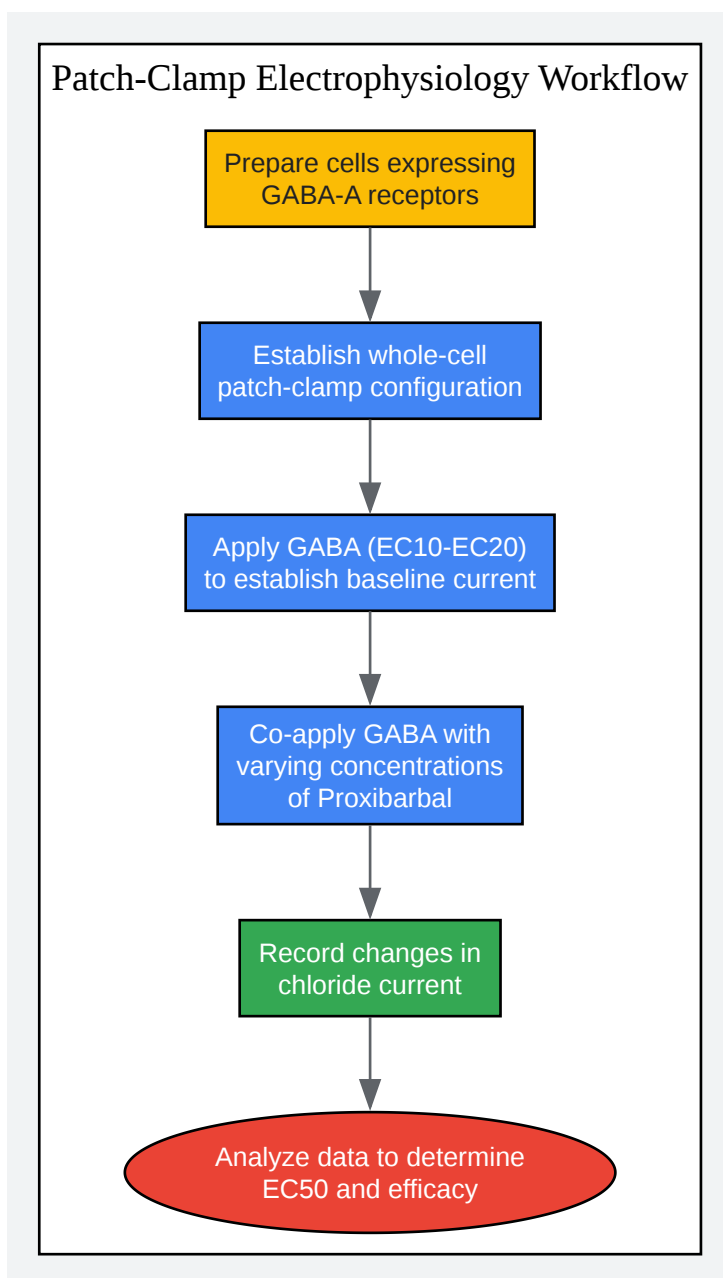 Patch-Clamp Electrophysiology Workflow
Prepare cells expressing
GABA-A receptors
Establish whole-cell
patch-clamp configuration
Apply GABA (EC10-EC20)
to establish baseline current
Co-apply GABA with
varying concentrations
of Proxibarbal
Record changes in
chloride current
Analyze data to determine
EC50 and efficacy